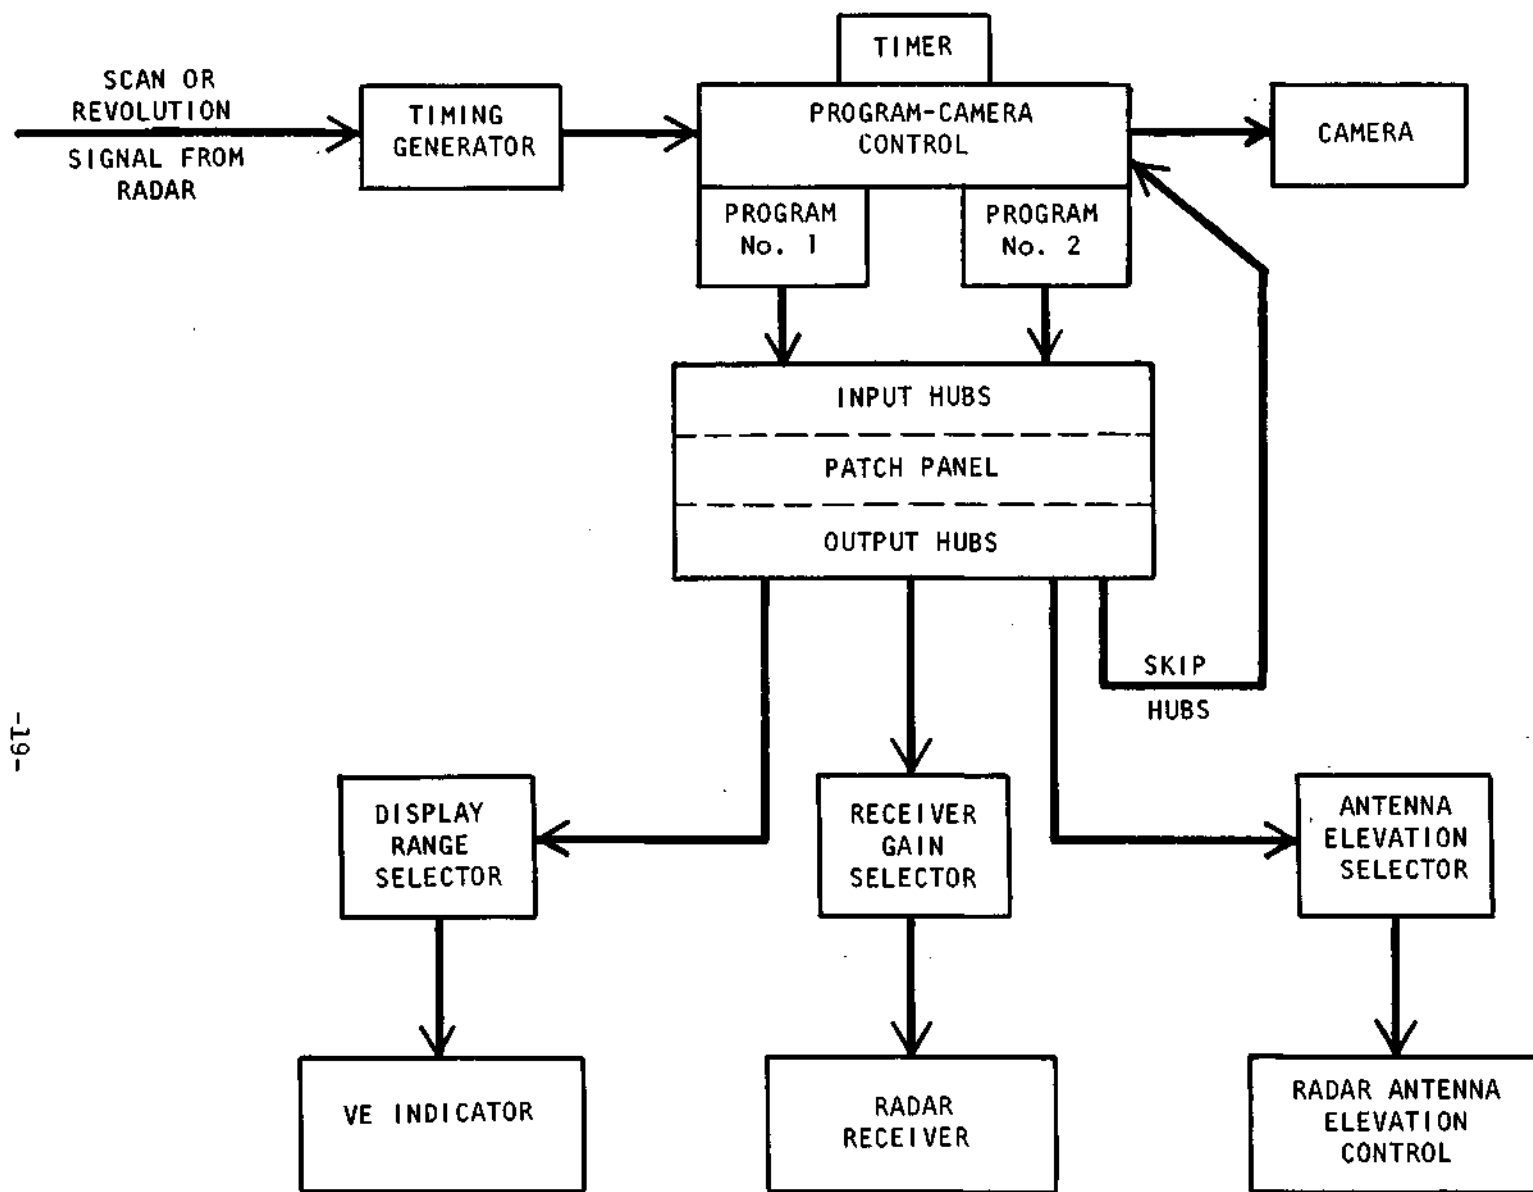 TIMER
SCAN OR
REVOLUTION
SIGNAL FROM
RADAR
TIMING
GENERATOR
PROGRAM-CAMERA
CONTROL
CAMERA
PROGRAM
No. 1
PROGRAM
No. 2
INPUT HUBS
PATCH PANEL
OUTPUT HUBS
SKIP
HUBS
-19-
DISPLAY
RANGE
SELECTOR
RECEIVER
GAIN
SELECTOR
ANTENNA
ELEVATION
SELECTOR
VE INDICATOR
RADAR
RECEIVER
RADAR ANTENNA
ELEVATION
CONTROL